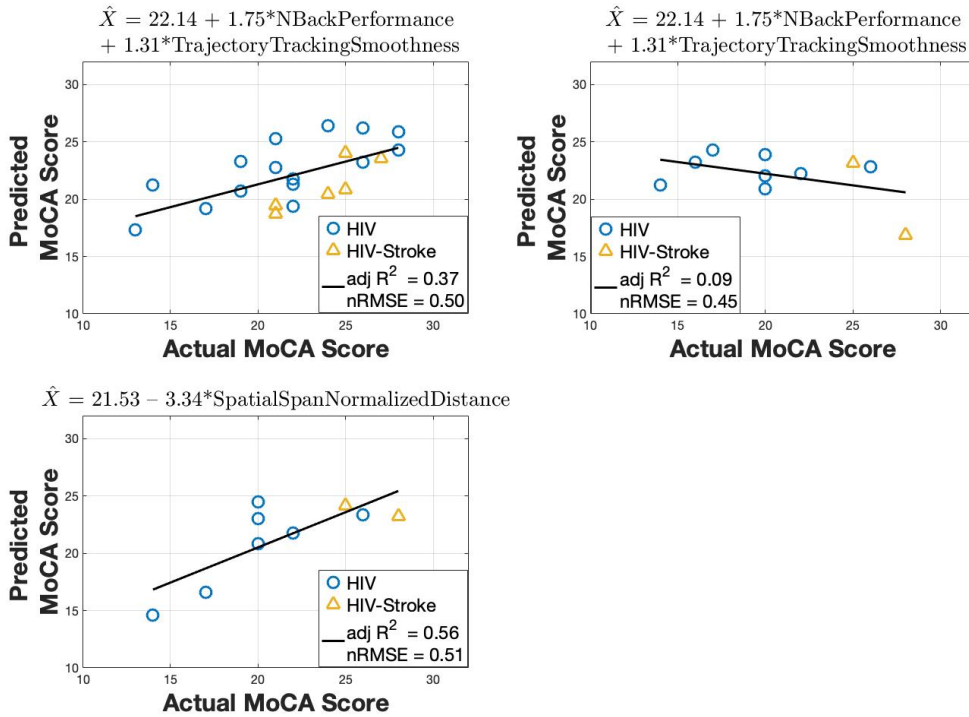 X̂ = 22.14 + 1.75*NBackPerformance
+ 1.31*TrajectoryTrackingSmoothness
30
25
20
15
10
Predicted
MoCA Score
HIV
HIV-Stroke
adj R² = 0.37
nRMSE = 0.50
10 15 20 25 30
Actual MoCA Score
X̂ = 22.14 + 1.75*NBackPerformance
+ 1.31*TrajectoryTrackingSmoothness
30
25
20
15
10
Predicted
MoCA Score
HIV
HIV-Stroke
adj R² = 0.09
nRMSE = 0.45
10 15 20 25 30
Actual MoCA Score
X̂ = 21.53 – 3.34*SpatialSpanNormalizedDistance
30
25
20
15
10
Predicted
MoCA Score
HIV
HIV-Stroke
adj R² = 0.56
nRMSE = 0.51
10 15 20 25 30
Actual MoCA Score